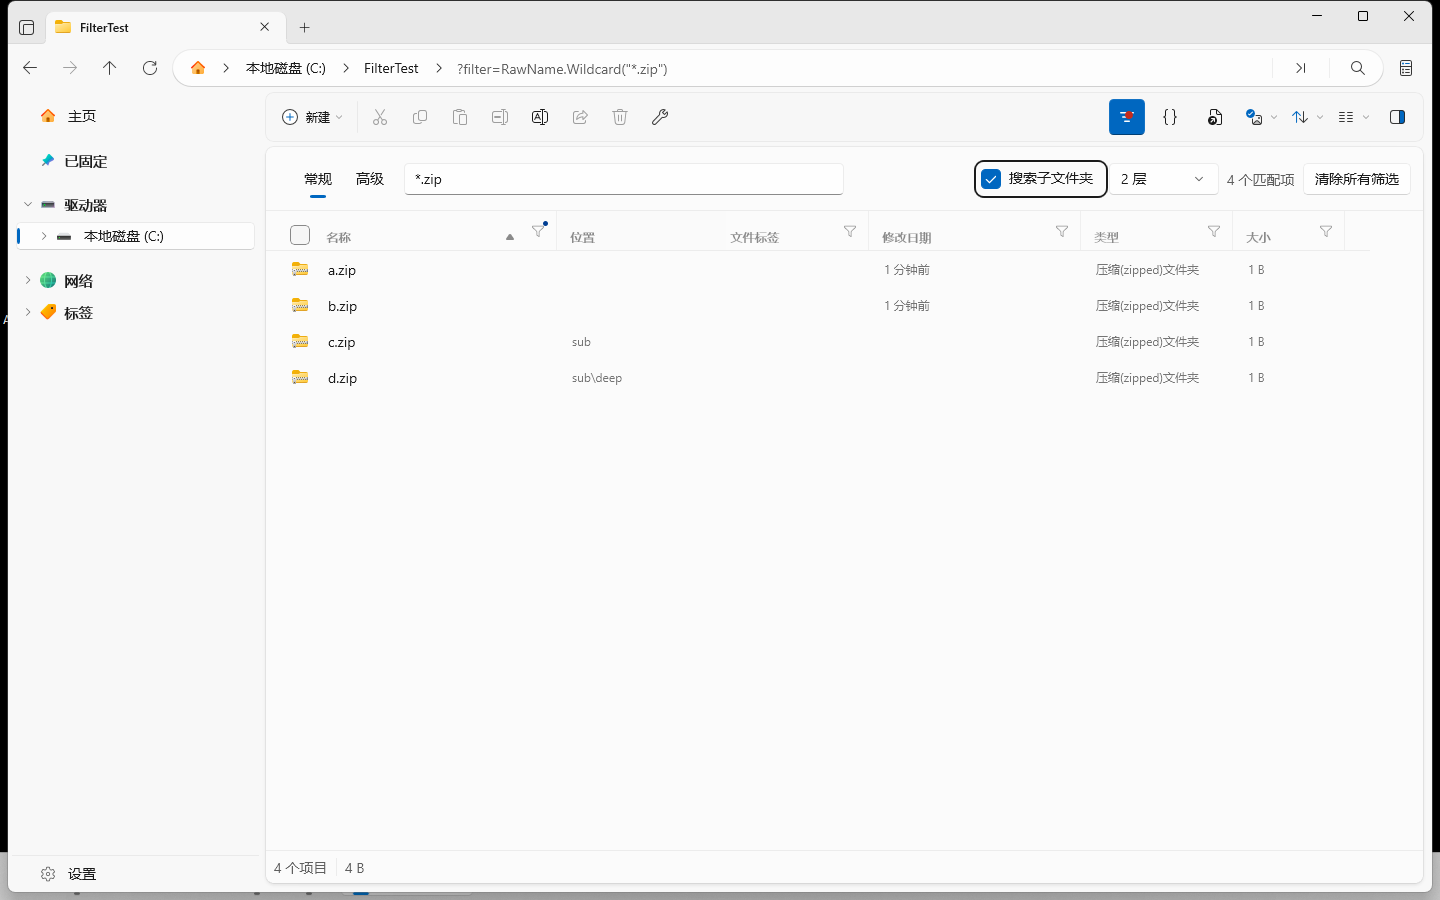 FilterTest
本地磁盘 (C:)
FilterTest
?filter=RawName.Wildcard("*.zip")
主页
已固定
驱动器
本地磁盘 (C:)
网络
标签
设置
新建
常规
高级
*.zip
搜索子文件夹
2 层
4 个匹配项
清除所有筛选
名称
位置
文件标签
修改日期
类型
大小
a.zip 1 分钟前 压缩(zipped)文件夹 1 B
b.zip 1 分钟前 压缩(zipped)文件夹 1 B
c.zip sub 压缩(zipped)文件夹 1 B
d.zip sub\deep 压缩(zipped)文件夹 1 B
4 个项目
4 B